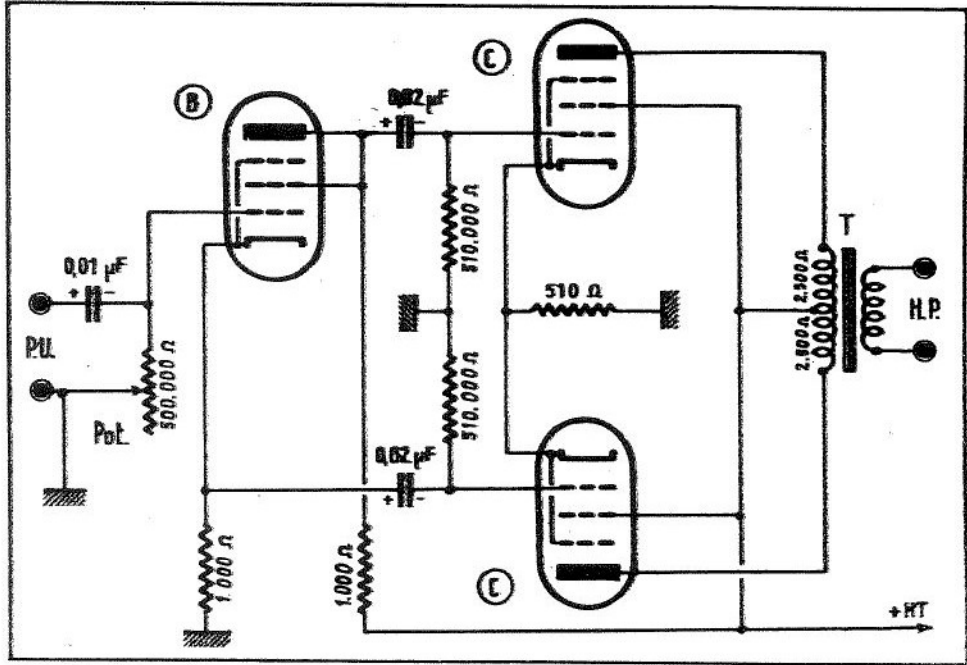 C
B
0,02 µF
+ -
0,01 µF
+ -
510.000 Ω
510 Ω
T
2.500 Ω
2.500 Ω
H.P.
P.U.
500.000 Ω
Pot.
510.000 Ω
0,02 µF
+ -
1.000 Ω
1.000 Ω
C
+HT